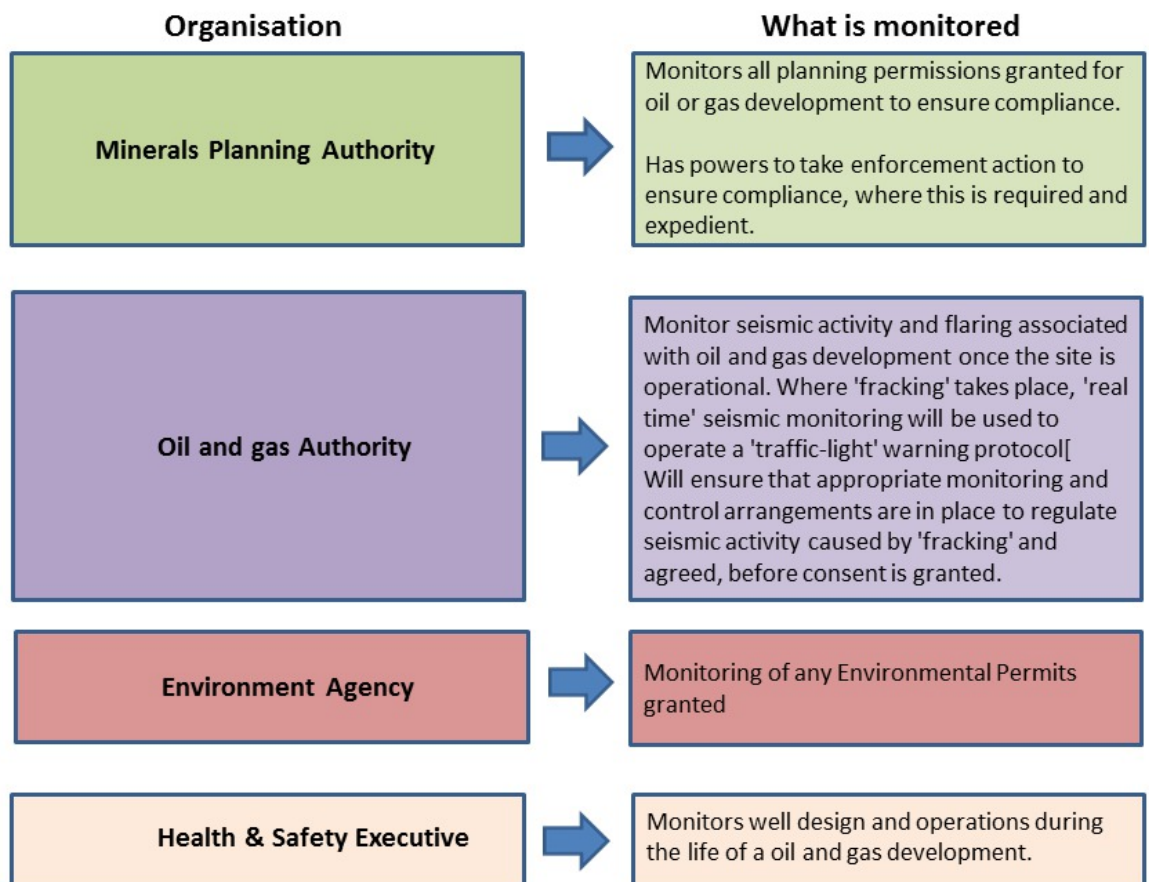 Organisation
What is monitored
Minerals Planning Authority
Monitors all planning permissions granted for
oil or gas development to ensure compliance.
Has powers to take enforcement action to
ensure compliance, where this is required and
expedient.
Oil and gas Authority
Monitor seismic activity and flaring associated
with oil and gas development once the site is
operational. Where 'fracking' takes place, 'real
time' seismic monitoring will be used to
operate a 'traffic-light' warning protocol[
Will ensure that appropriate monitoring and
control arrangements are in place to regulate
seismic activity caused by 'fracking' and
agreed, before consent is granted.
Environment Agency
Monitoring of any Environmental Permits
granted
Health & Safety Executive
Monitors well design and operations during
the life of a oil and gas development.